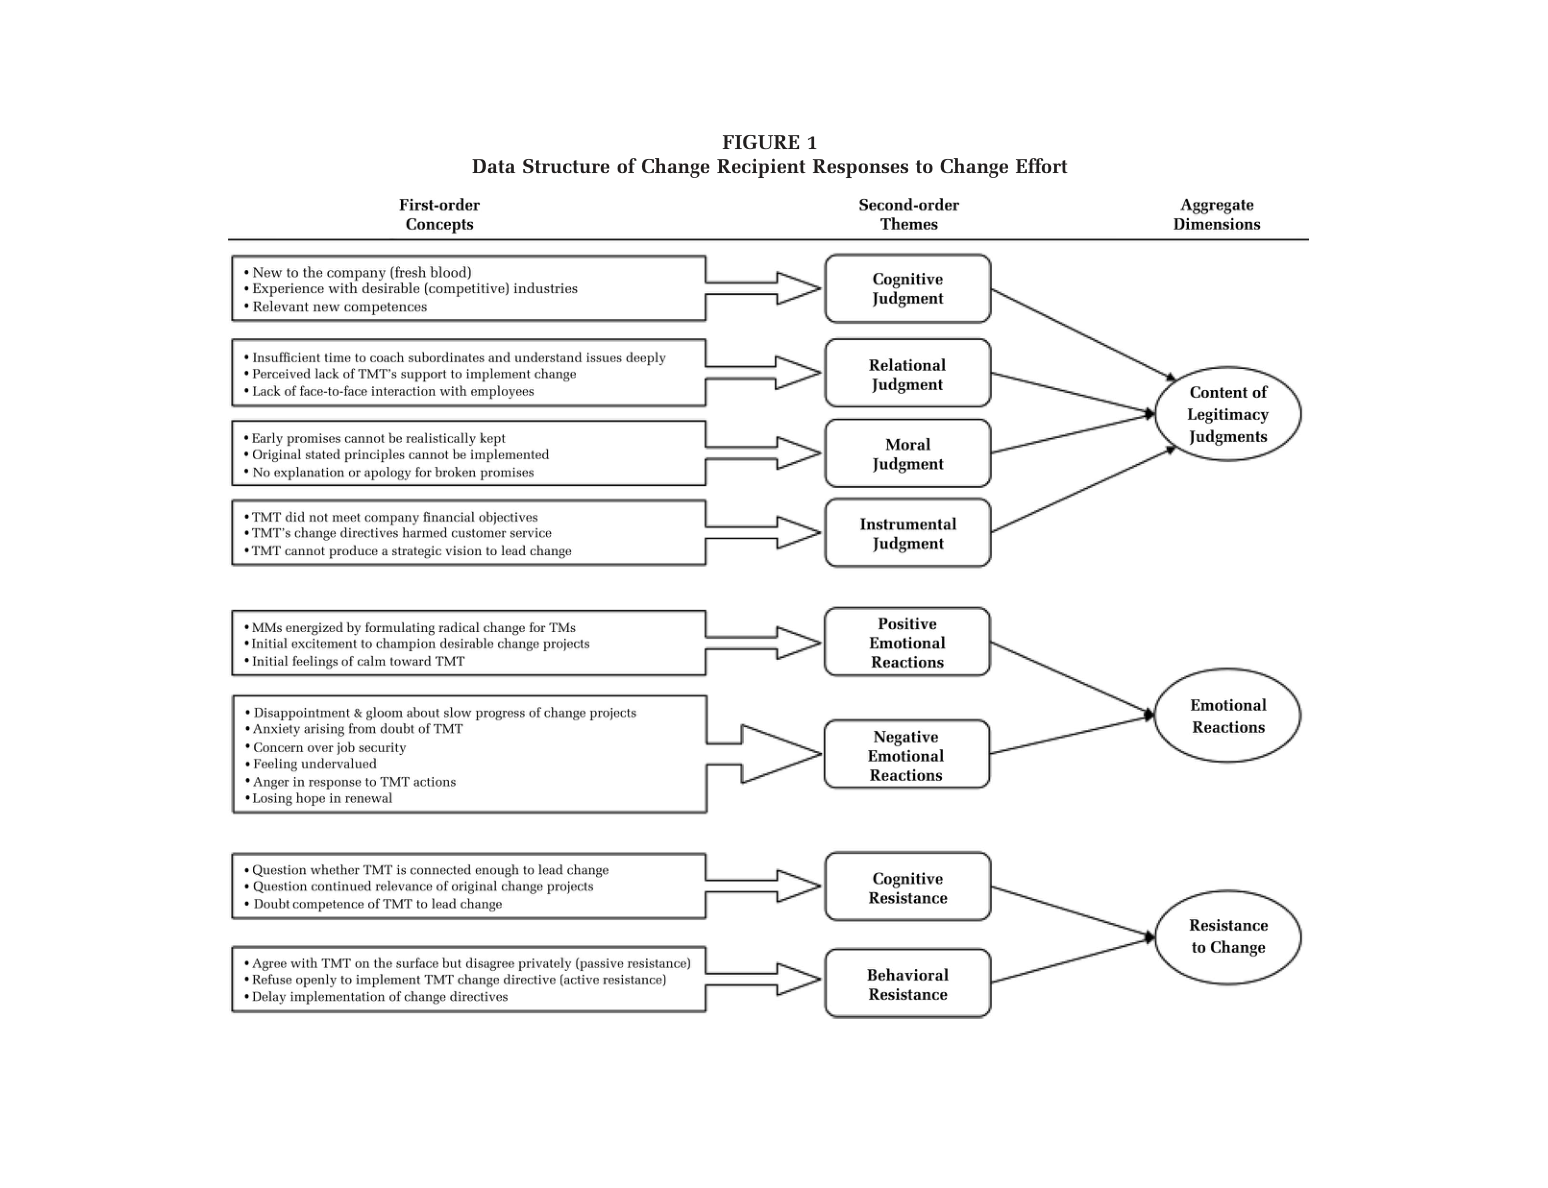 FIGURE 1
Data Structure of Change Recipient Responses to Change Effort
First-order
Concepts
Second-order
Themes
Aggregate
Dimensions
• New to the company (fresh blood)
• Experience with desirable (competitive) industries
• Relevant new competences
Cognitive
Judgment
• Insufficient time to coach subordinates and understand issues deeply
• Perceived lack of TMT's support to implement change
• Lack of face-to-face interaction with employees
Relational
Judgment
• Early promises cannot be realistically kept
• Original stated principles cannot be implemented
• No explanation or apology for broken promises
Moral
Judgment
• TMT did not meet company financial objectives
• TMT's change directives harmed customer service
• TMT cannot produce a strategic vision to lead change
Instrumental
Judgment
Content of
Legitimacy
Judgments
• MMs energized by formulating radical change for TMs
• Initial excitement to champion desirable change projects
• Initial feelings of calm toward TMT
Positive
Emotional
Reactions
• Disappointment & gloom about slow progress of change projects
• Anxiety arising from doubt of TMT
• Concern over job security
• Feeling undervalued
• Anger in response to TMT actions
• Losing hope in renewal
Negative
Emotional
Reactions
Emotional
Reactions
• Question whether TMT is connected enough to lead change
• Question continued relevance of original change projects
• Doubt competence of TMT to lead change
Cognitive
Resistance
• Agree with TMT on the surface but disagree privately (passive resistance)
• Refuse openly to implement TMT change directive (active resistance)
• Delay implementation of change directives
Behavioral
Resistance
Resistance
to Change